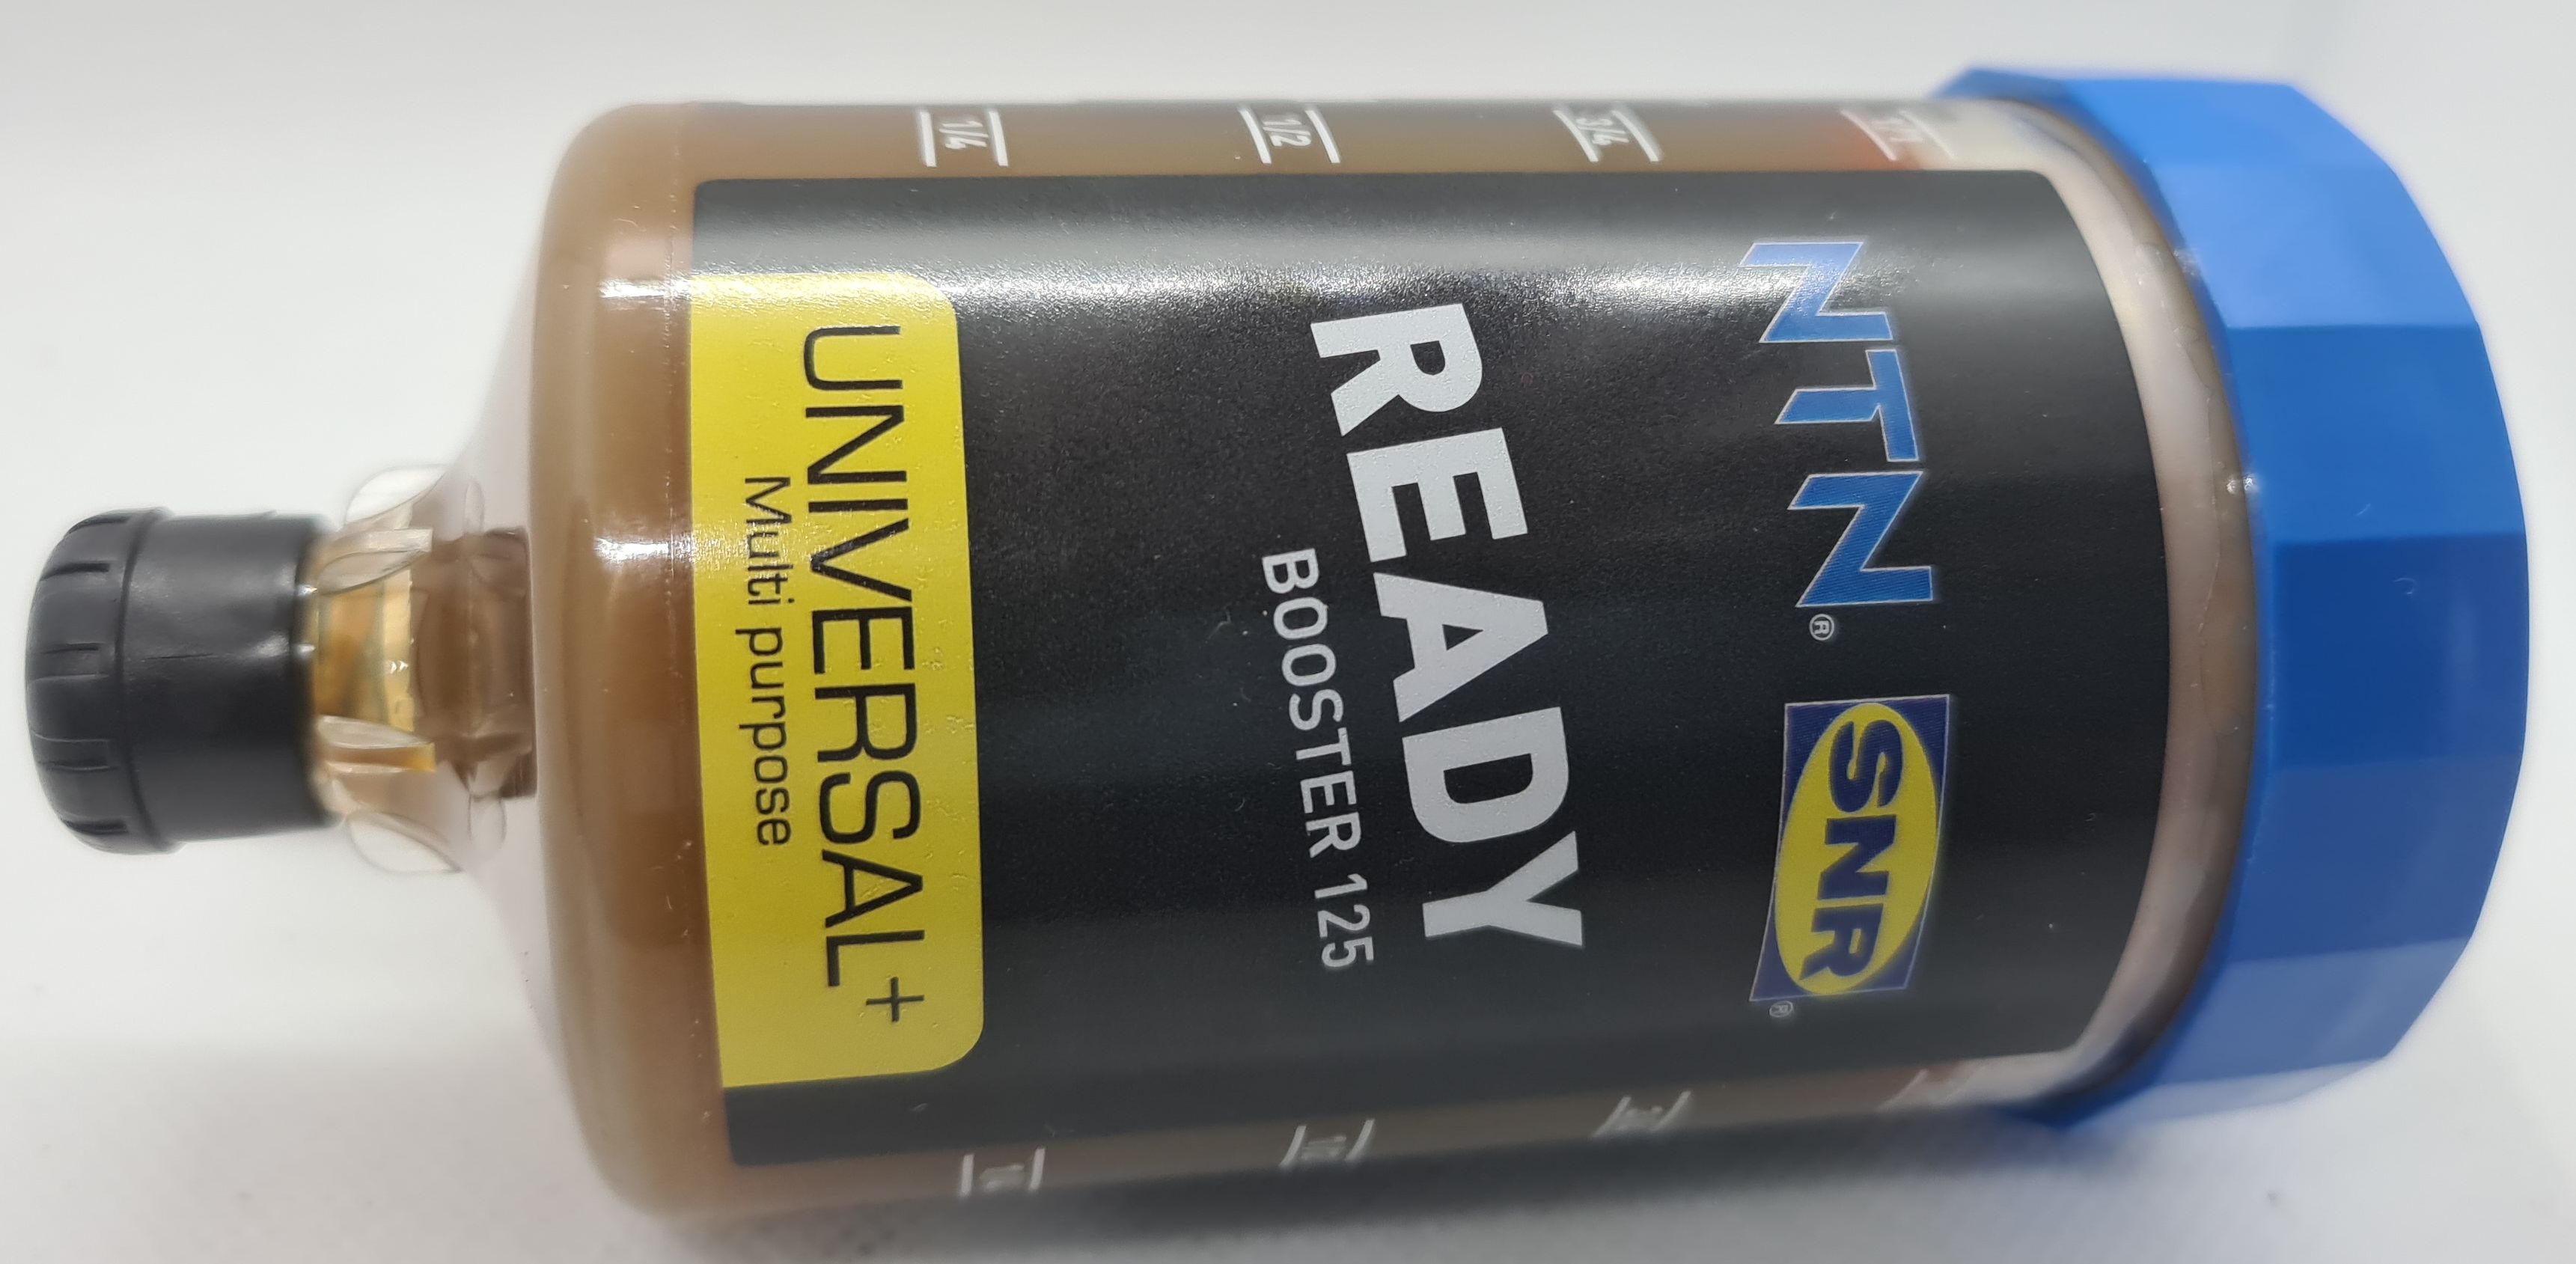 NTN® SNR®
READY
BOOSTER 125
UNIVERSAL+
Multi purpose
3/4
1/2
1/4